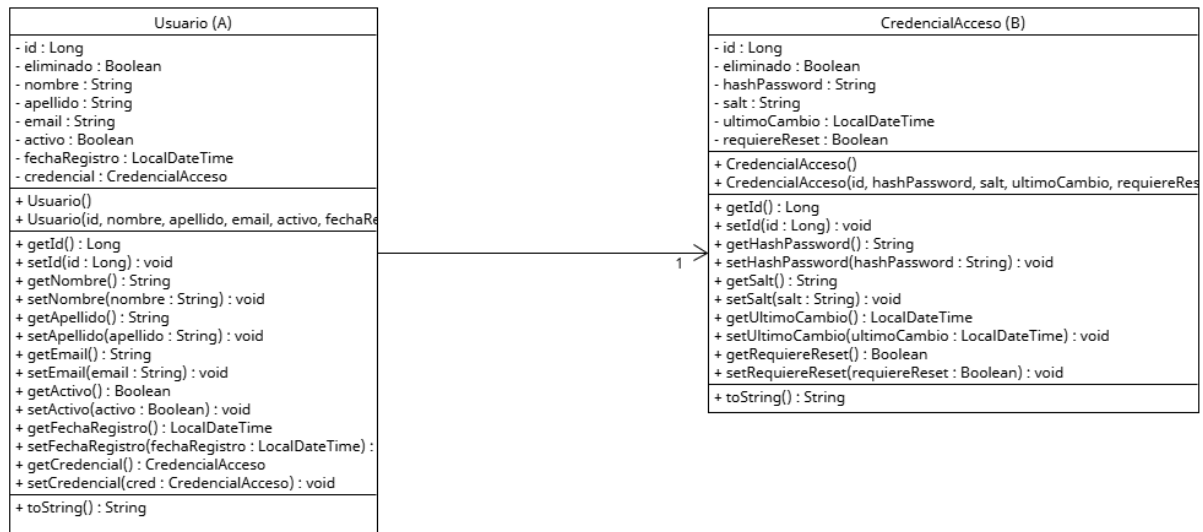 Usuario (A)
- id : Long
- eliminado : Boolean
- nombre : String
- apellido : String
- email : String
- activo : Boolean
- fechaRegistro : LocalDateTime
- credencial : CredencialAcceso
+ Usuario()
+ Usuario(id, nombre, apellido, email, activo, fechaRe
+ getId() : Long
+ setId(id : Long) : void
+ getNombre() : String
+ setNombre(nombre : String) : void
+ getApellido() : String
+ setApellido(apellido : String) : void
+ getEmail() : String
+ setEmail(email : String) : void
+ getActivo() : Boolean
+ setActivo(activo : Boolean) : void
+ getFechaRegistro() : LocalDateTime
+ setFechaRegistro(fechaRegistro : LocalDateTime) :
+ getCredencial() : CredencialAcceso
+ setCredencial(cred : CredencialAcceso) : void
+ toString() : String
1
CredencialAcceso (B)
- id : Long
- eliminado : Boolean
- hashPassword : String
- salt : String
- ultimoCambio : LocalDateTime
- requiereReset : Boolean
+ CredencialAcceso()
+ CredencialAcceso(id, hashPassword, salt, ultimoCambio, requiereRes
+ getId() : Long
+ setId(id : Long) : void
+ getHashPassword() : String
+ setHashPassword(hashPassword : String) : void
+ getSalt() : String
+ setSalt(salt : String) : void
+ getUltimoCambio() : LocalDateTime
+ setUltimoCambio(ultimoCambio : LocalDateTime) : void
+ getRequiereReset() : Boolean
+ setRequiereReset(requiereReset : Boolean) : void
+ toString() : String